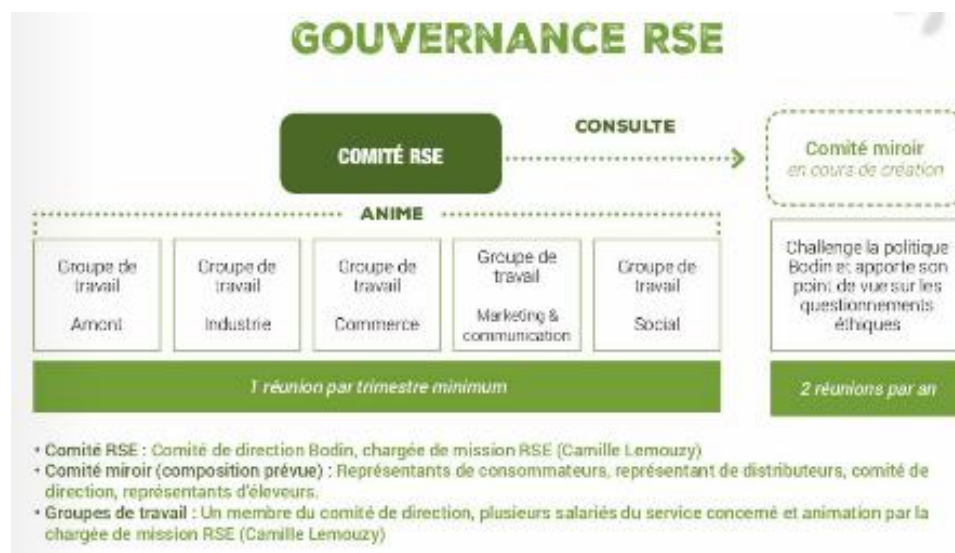 GOUVERNANCE RSE
COMITÉ RSE
CONSULTE
Comité miroir
en cours de création
ANIME
Groupe de
travail
Amont
Groupe de
travail
Industrie
Groupe de
travail
Commerce
Groupe de
travail
Marketing &
communication
Groupe de
travail
Social
Challenge la politique
Bodin et apporte son
point de vue sur les
questionnements
éthiques
1 réunion par trimestre minimum
2 réunions par an
• Comité RSE : Comité de direction Bodin, chargée de mission RSE (Camille Lemouzy)
• Comité miroir (composition prévue) : Représentants de consommateurs, représentant de distributeurs, comité de
direction, représentants d'éleveurs.
• Groupes de travail : Un membre du comité de direction, plusieurs salariés du service concerné et animation par la
chargée de mission RSE (Camille Lemouzy)